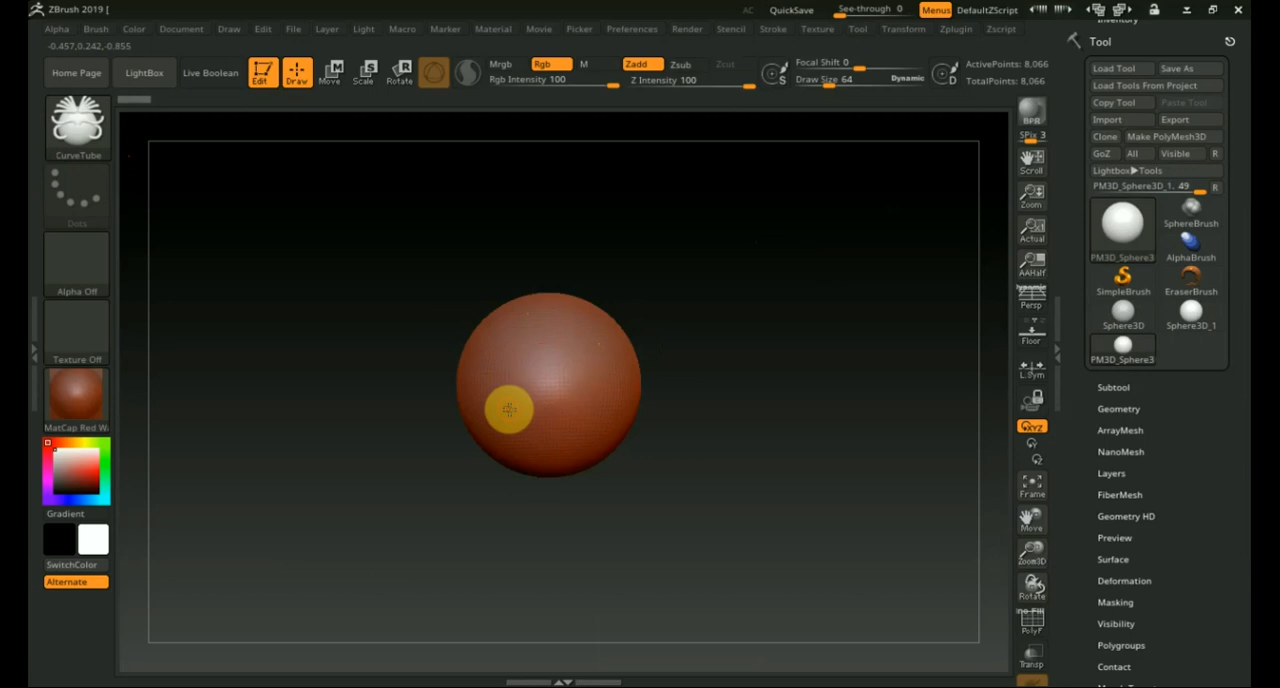 ZBrush 2019 [
AC QuickSave See-through 0 Menus DefaultZScript
Alpha Brush Color Document Draw Edit File Layer Light Macro Marker Material Movie Picker Preferences Render Stencil Stroke Texture Tool Transform Zplugin Zscript
-0.457,0.242,-0.855
Home Page LightBox Live Boolean Edit Draw Move Scale Rotate
Mrgb Rgb M Zadd Zsub Zcut
Rgb Intensity 100 Z Intensity 100
Focal Shift 0
Draw Size 64 Dynamic
ActivePoints: 8,066
TotalPoints: 8,066
CurveTube
Dots
Alpha Off
Texture Off
MatCap Red Wa
Gradient
SwitchColor
Alternate
BPR
SPix 3
Scroll
Zoom
Actual
AAHalf
Dynamic
Persp
Floor
L.Sym
XYZ
Frame
Move
Zoom3D
Rotate
PolyF
Transp
Inventory
Tool
Load Tool Save As
Load Tools From Project
Copy Tool Paste Tool
Import Export
Clone Make PolyMesh3D
GoZ All Visible R
Lightbox▶Tools
PM3D_Sphere3D_1. 49 R
PM3D_Sphere3 SphereBrush
AlphaBrush
SimpleBrush EraserBrush
Sphere3D Sphere3D_1
PM3D_Sphere3
Subtool
Geometry
ArrayMesh
NanoMesh
Layers
FiberMesh
Geometry HD
Preview
Surface
Deformation
Masking
Visibility
Polygroups
Contact